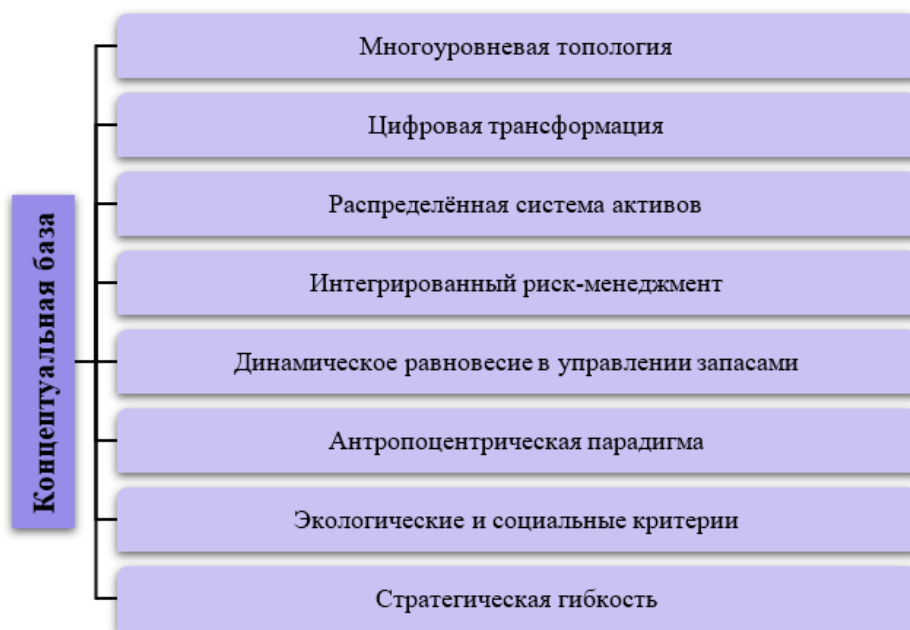 Концептуальная база
Многоуровневая топология
Цифровая трансформация
Распределённая система активов
Интегрированный риск-менеджмент
Динамическое равновесие в управлении запасами
Антропоцентрическая парадигма
Экологические и социальные критерии
Стратегическая гибкость